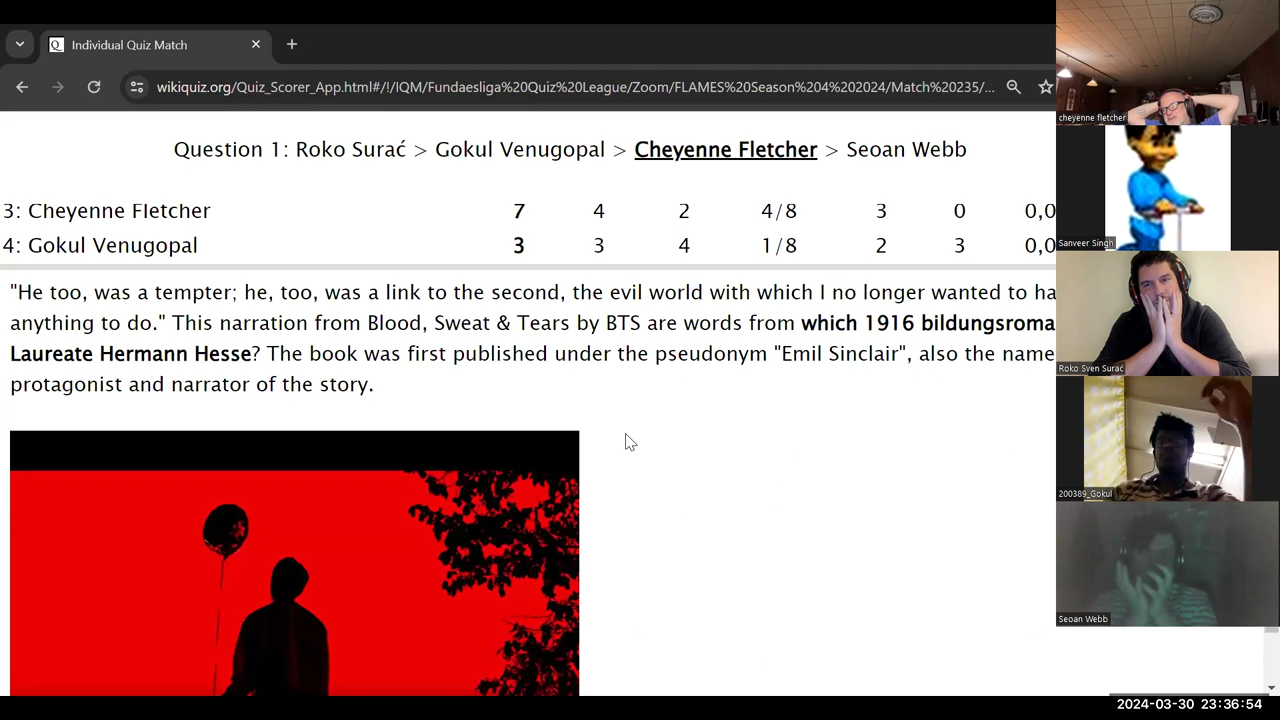 Individual Quiz Match
wikiquiz.org/Quiz_Scorer_App.html#/!/IQM/Fundaesliga%20Quiz%20League/Zoom/FLAMES%20Season%204%202024/Match%20235/...
Question 1: Roko Surać > Gokul Venugopal > Cheyenne Fletcher > Seoan Webb
3: Cheyenne Fletcher 7 4 2 4/8 3 0 0,0
4: Gokul Venugopal 3 3 4 1/8 2 3 0,0
"He too, was a tempter; he, too, was a link to the second, the evil world with which I no longer wanted to ha
anything to do." This narration from Blood, Sweat & Tears by BTS are words from which 1916 bildungsroma
Laureate Hermann Hesse? The book was first published under the pseudonym "Emil Sinclair", also the name
protagonist and narrator of the story.
cheyenne fletcher
Sanveer Singh
Roko Sven Surać
200389_Gokul
Seoan Webb
2024-03-30 23:36:54